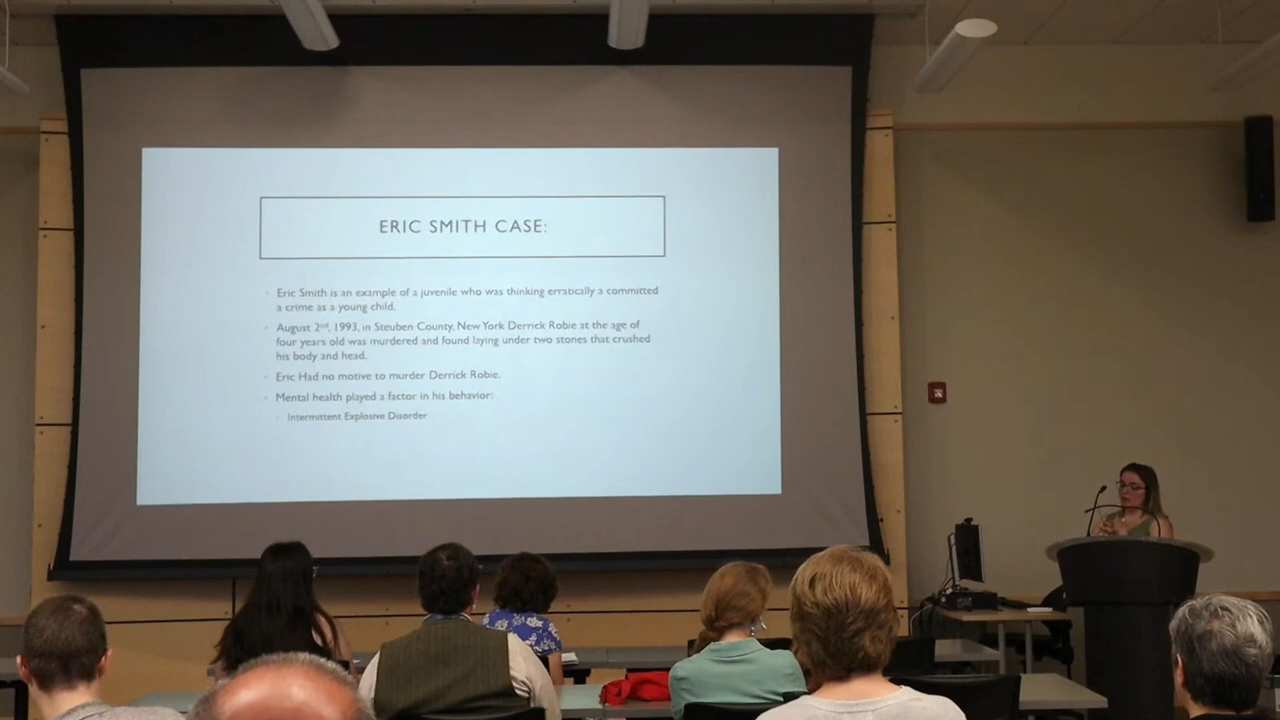 ERIC SMITH CASE:
Eric Smith is an example of a juvenile who was thinking erratically a committed
a crime as a young child.
August 2nd, 1993, in Steuben County, New York Derrick Robie at the age of
four years old was murdered and found laying under two stones that crushed
his body and head.
Eric Had no motive to murder Derrick Robie.
Mental health played a factor in his behavior:
Intermittent Explosive Disorder